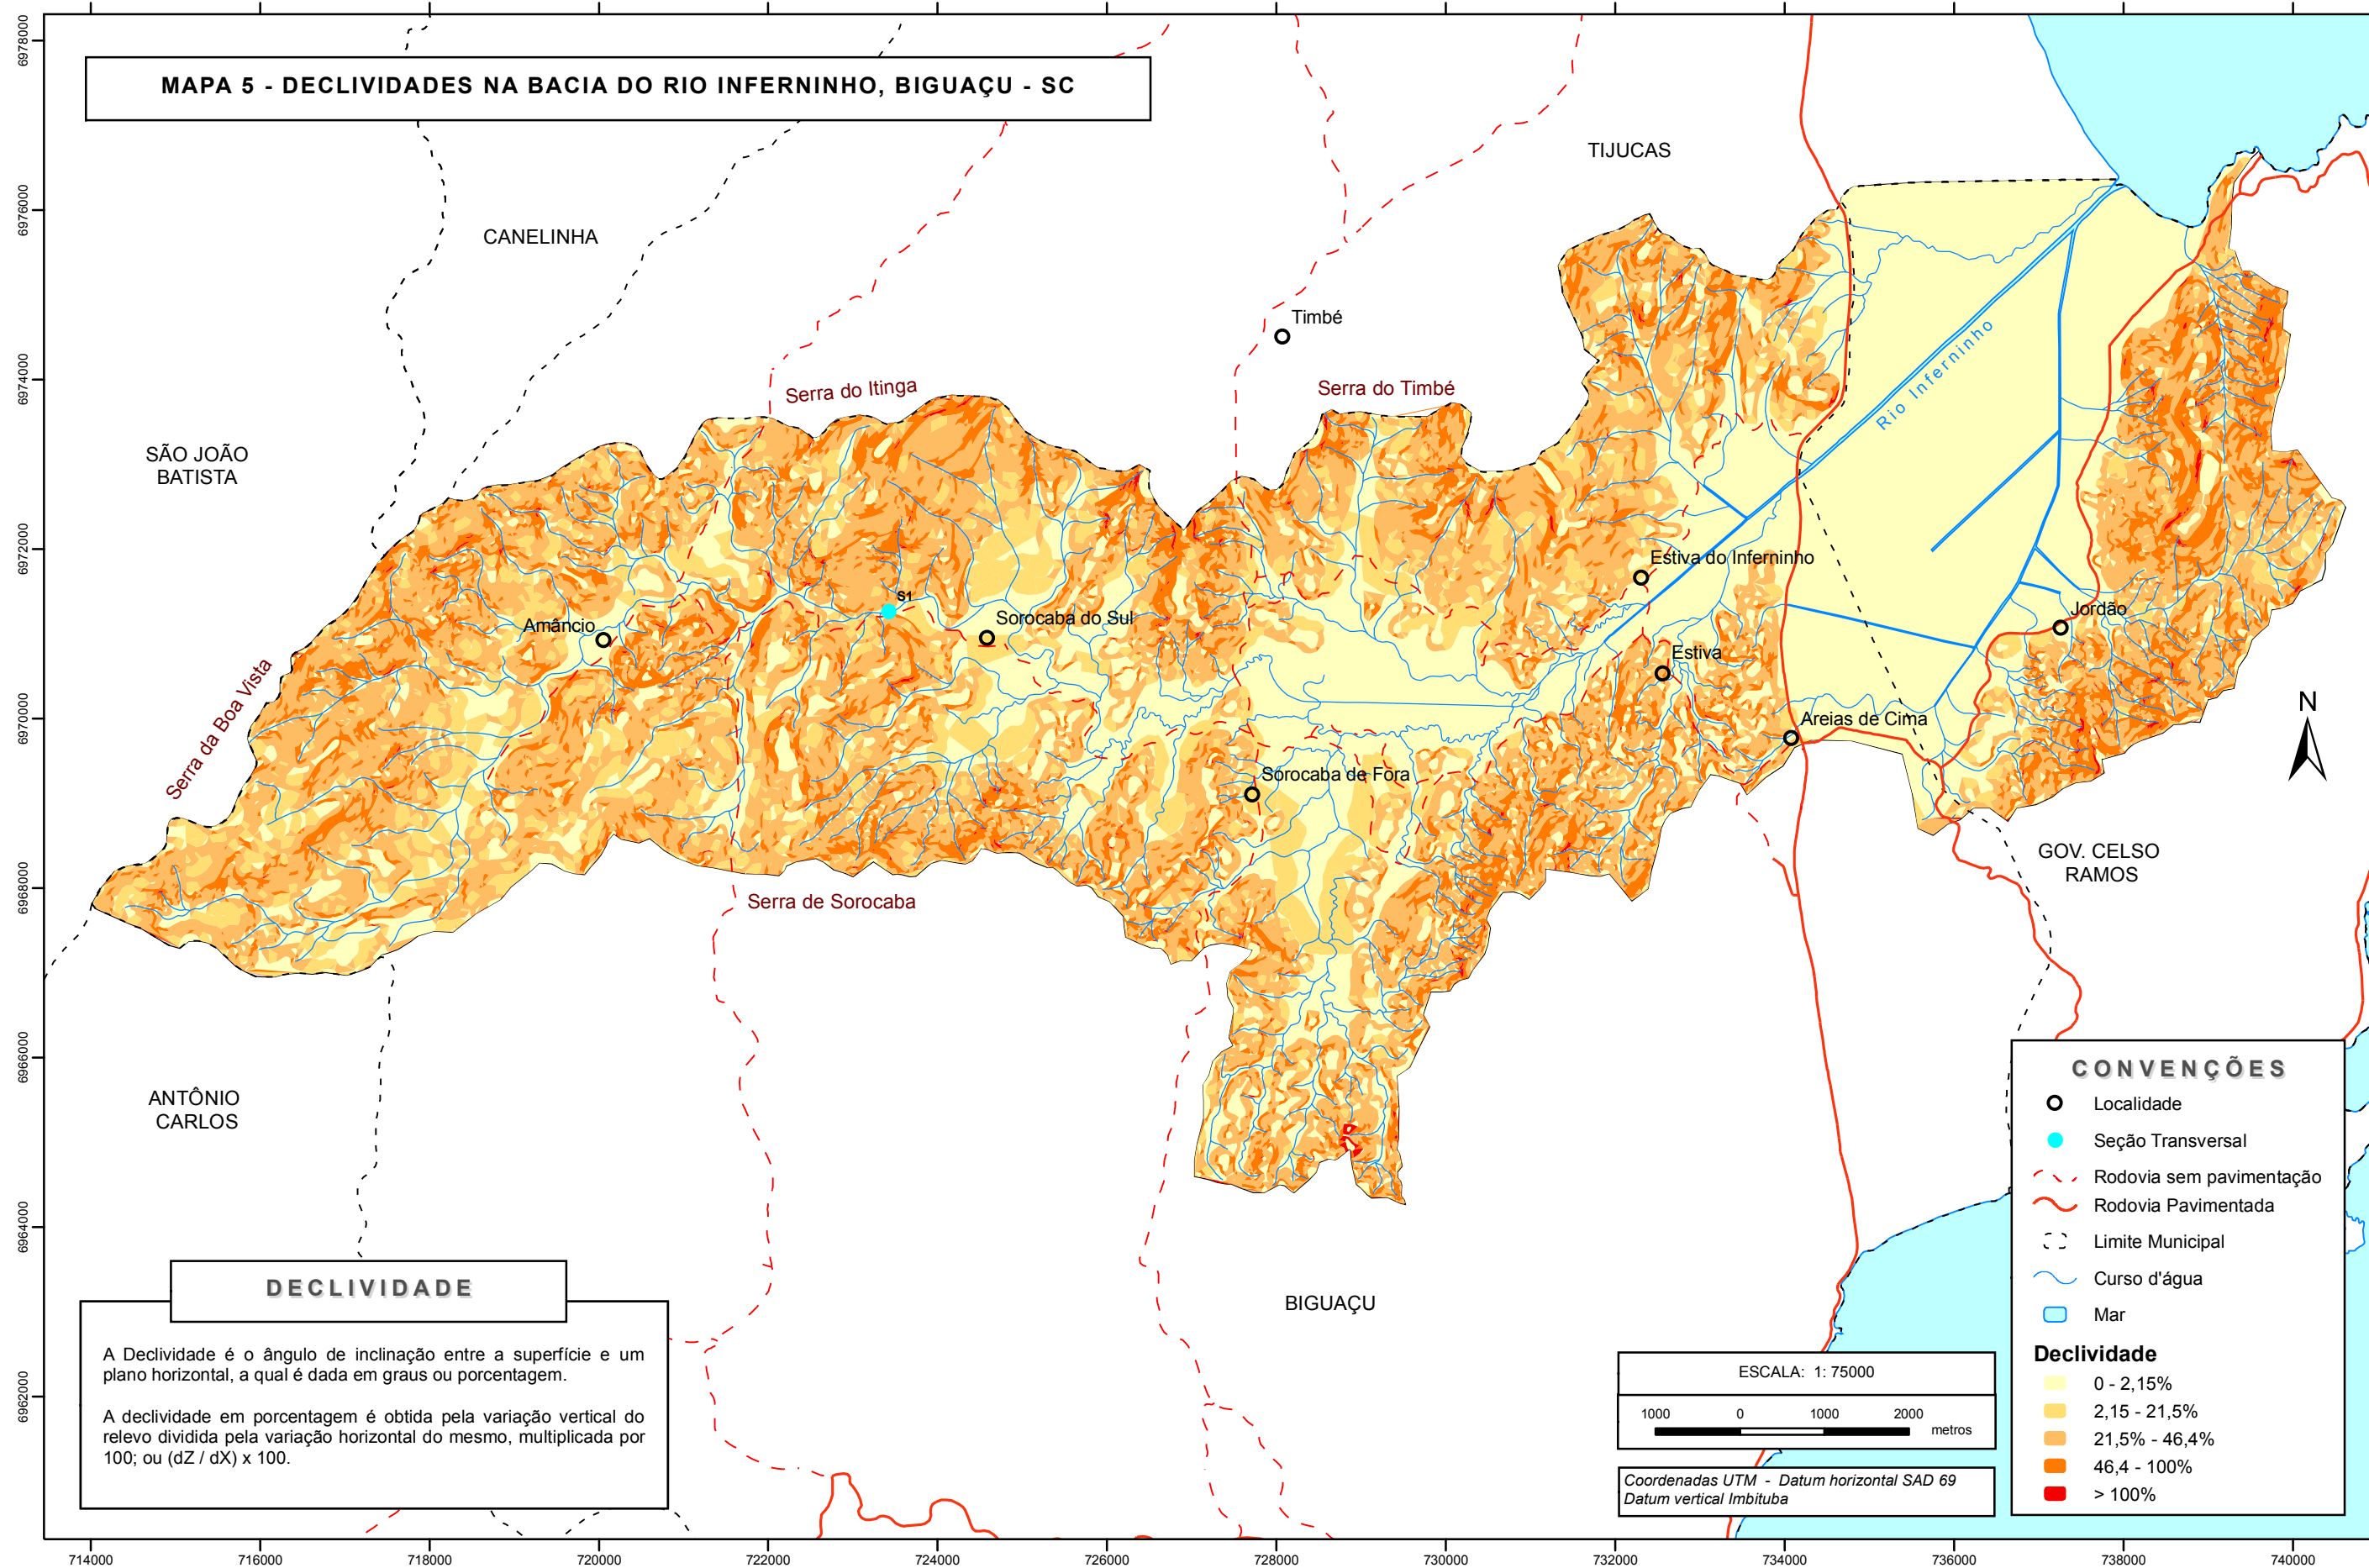 MAPA 5 - DECLIVIDADES NA BACIA DO RIO INFERNINHO, BIGUAÇU - SC
TIJUCAS
CANELINHA
Timbé
Rio Inferninho
Serra do Itinga
Serra do Timbé
SÃO JOÃO
BATISTA
Estiva do Inferninho
S1
Sorocaba do Sul
Amâncio
Jordão
Estiva
Serra da Boa Vista
Areias de Cima
Sorocaba de Fora
N
GOV. CELSO
RAMOS
Serra de Sorocaba
ANTÔNIO
CARLOS
BIGUAÇU
CONVENÇÕES
Localidade
Seção Transversal
Rodovia sem pavimentação
Rodovia Pavimentada
Limite Municipal
Curso d'água
Mar
Declividade
0 - 2,15%
2,15 - 21,5%
21,5% - 46,4%
46,4 - 100%
> 100%
DECLIVIDADE
A Declividade é o ângulo de inclinação entre a superfície e um
plano horizontal, a qual é dada em graus ou porcentagem.
A declividade em porcentagem é obtida pela variação vertical do
relevo dividida pela variação horizontal do mesmo, multiplicada por
100; ou (dZ / dX) x 100.
ESCALA: 1: 75000
1000 0 1000 2000
metros
Coordenadas UTM - Datum horizontal SAD 69
Datum vertical Imbituba
6978000
6976000
6974000
6972000
6970000
6968000
6966000
6964000
6962000
714000 716000 718000 720000 722000 724000 726000 728000 730000 732000 734000 736000 738000 740000